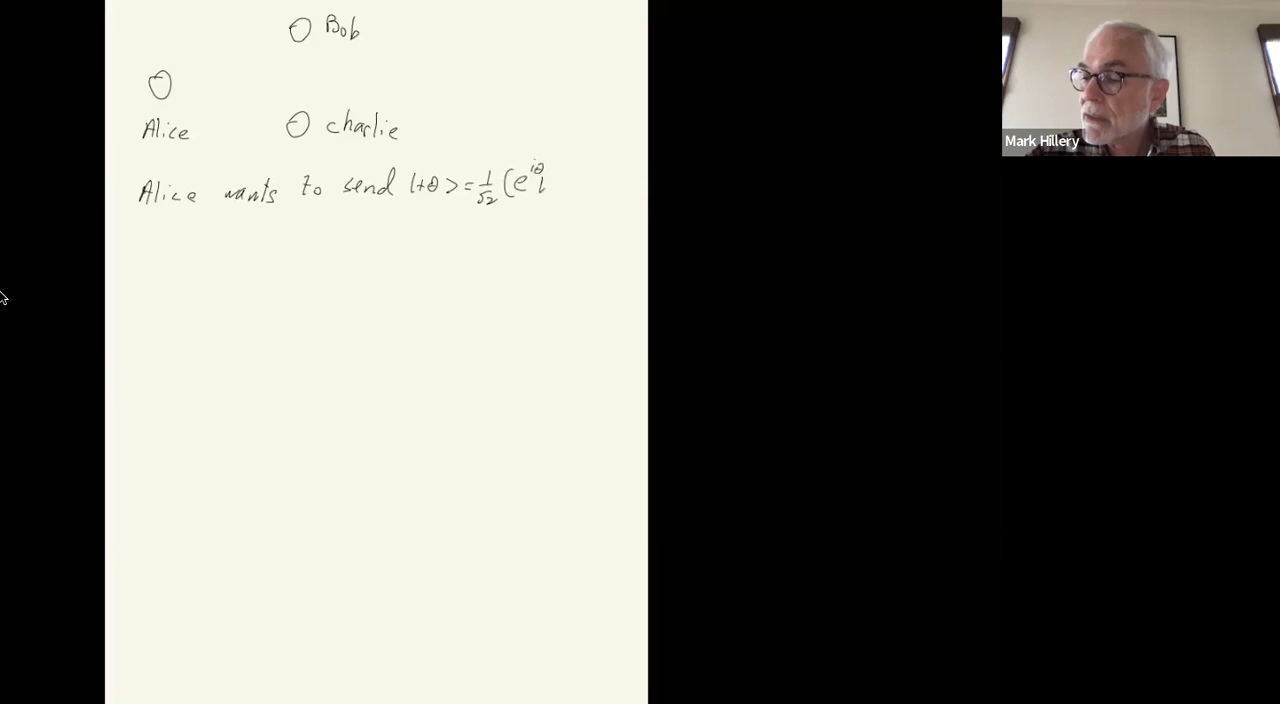 Bob
Alice
Charlie
Alice wants to send |+θ> = 1/√2 (e^iθ
Mark Hillery